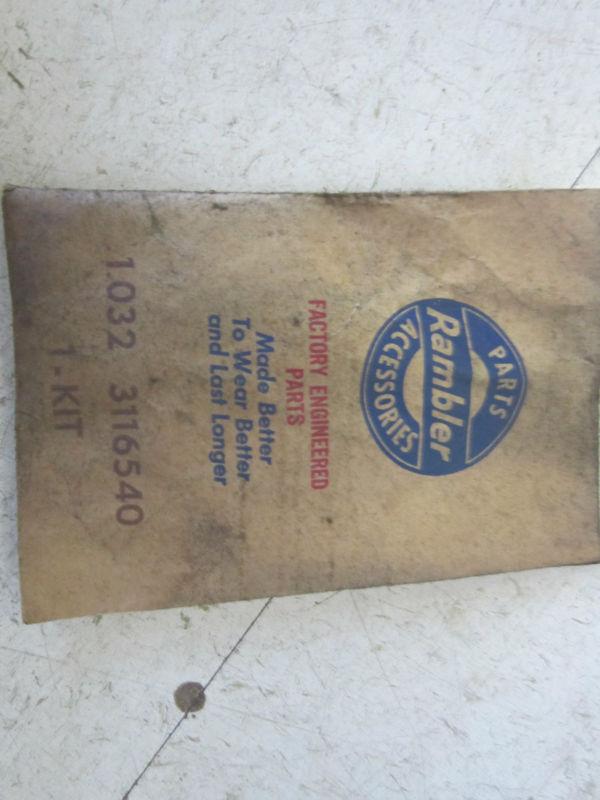 PARTS
Rambler
ACCESSORIES
FACTORY ENGINEERED
PARTS
Made Better
To Wear Better
and Last Longer
1.032 3116540
1-KIT